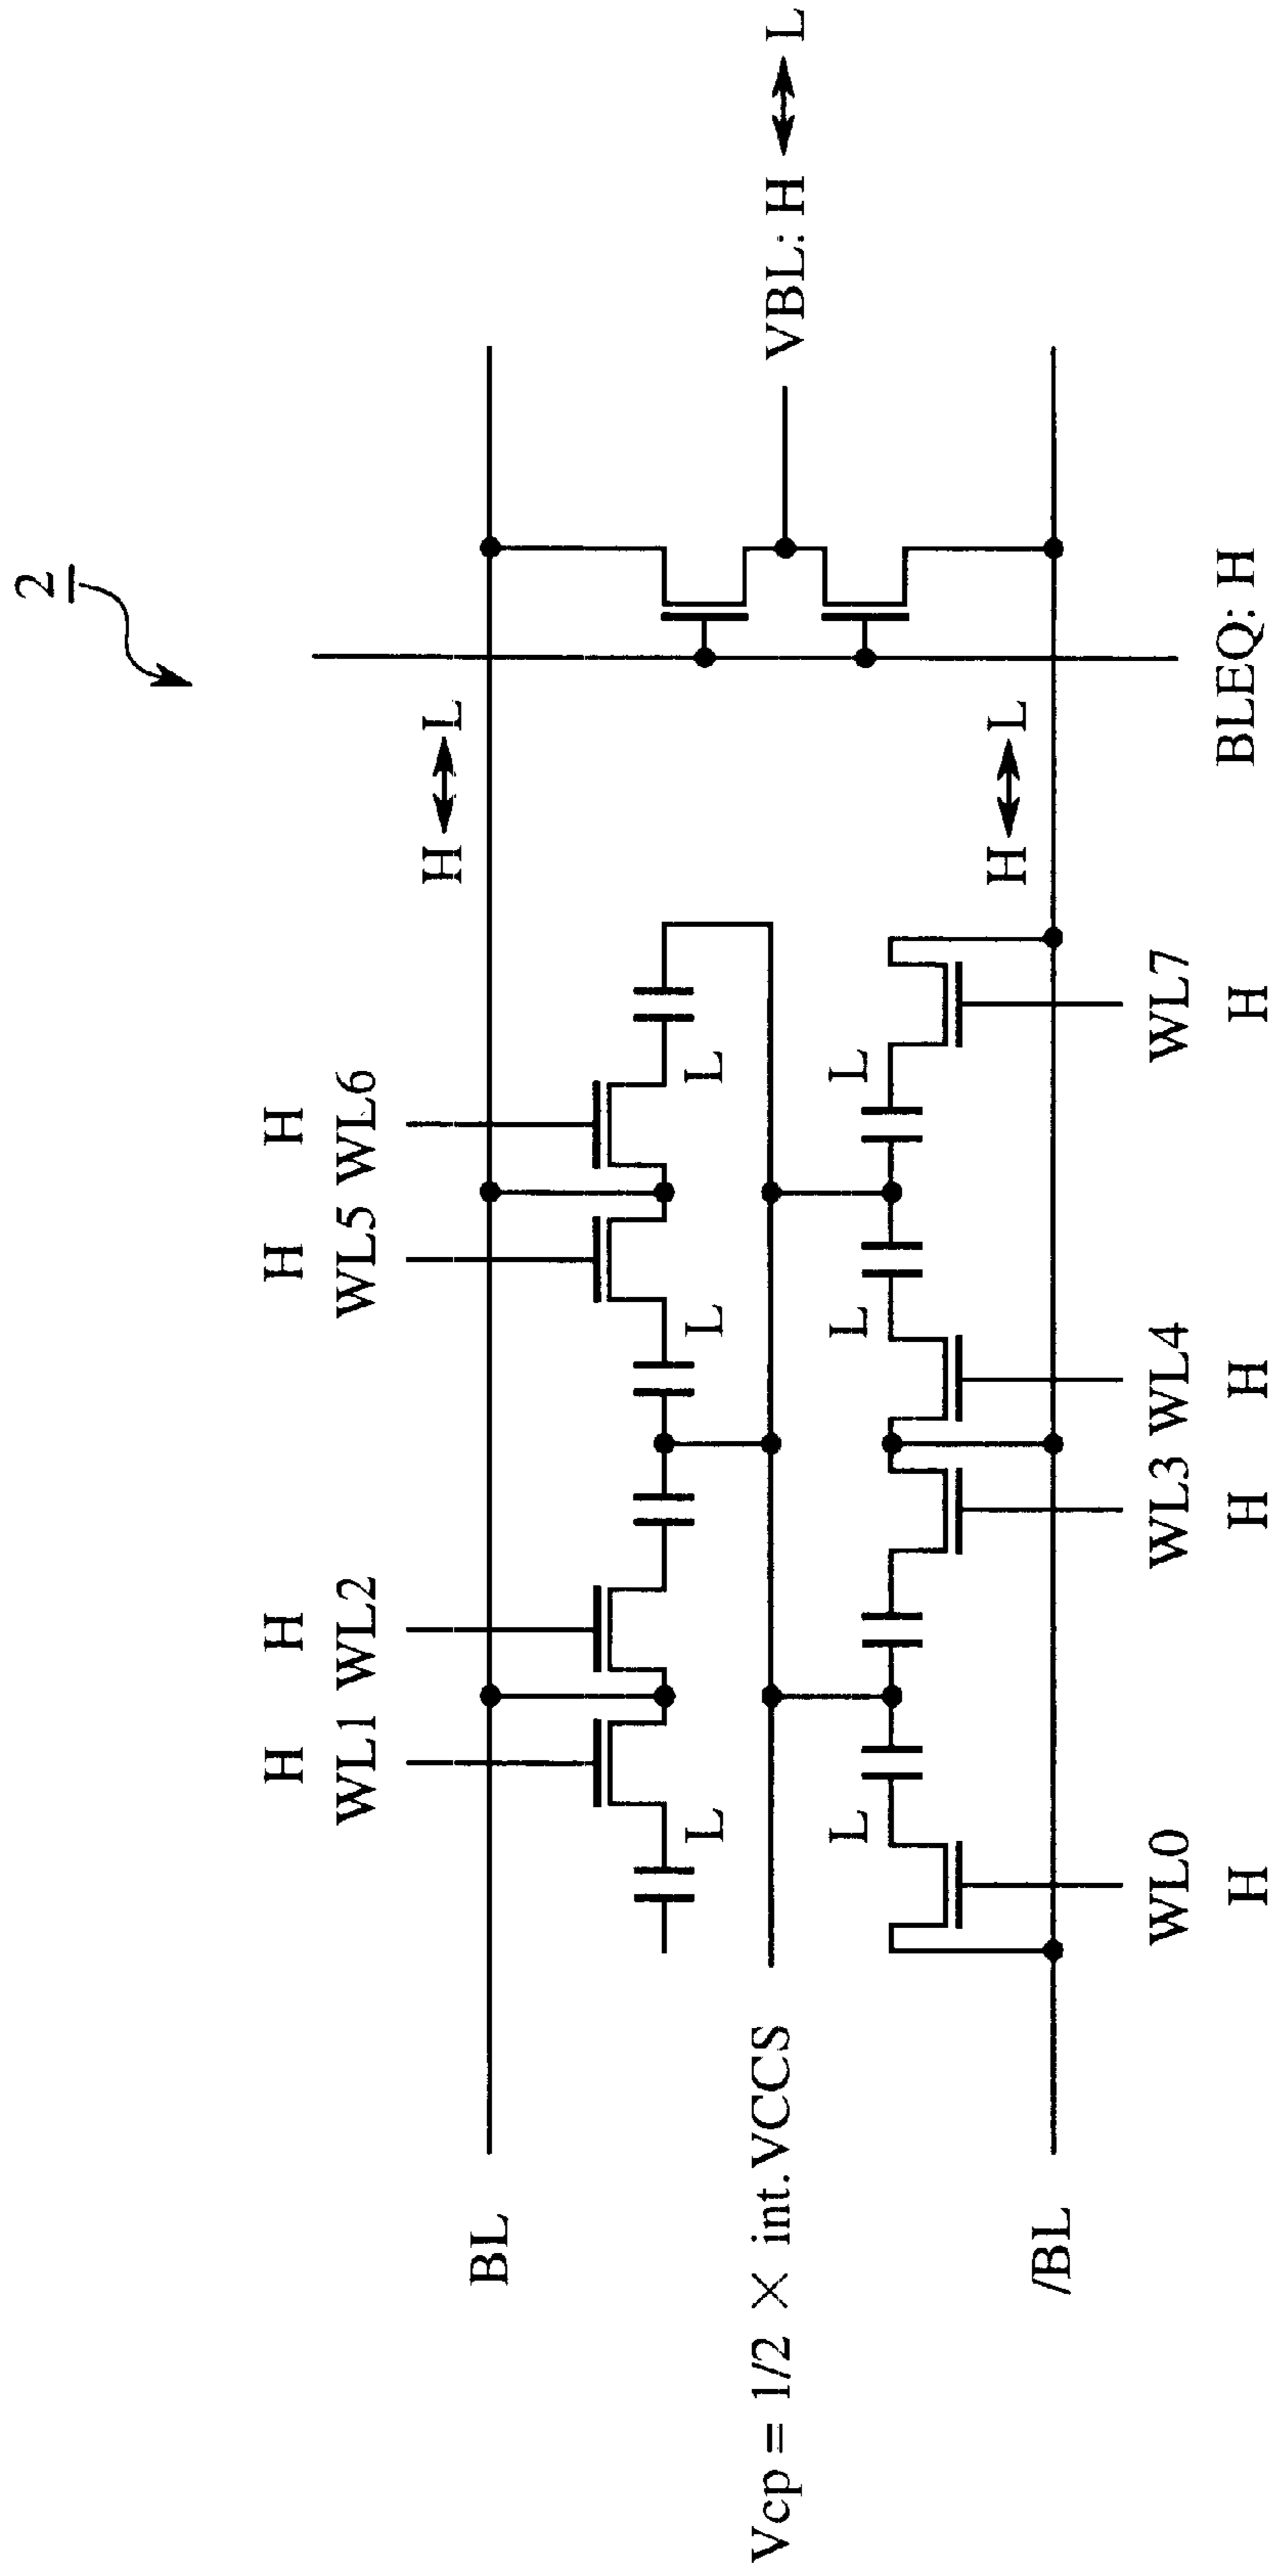 2
H H H H
WL1 WL2 WL5 WL6
BL
H ↔ L
L L L
Vcp = 1/2 × int.VCCS
VBL: H ↔ L
L L L
H ↔ L
/BL
WL0 WL3 WL4 WL7
H H H H
BLEQ: H